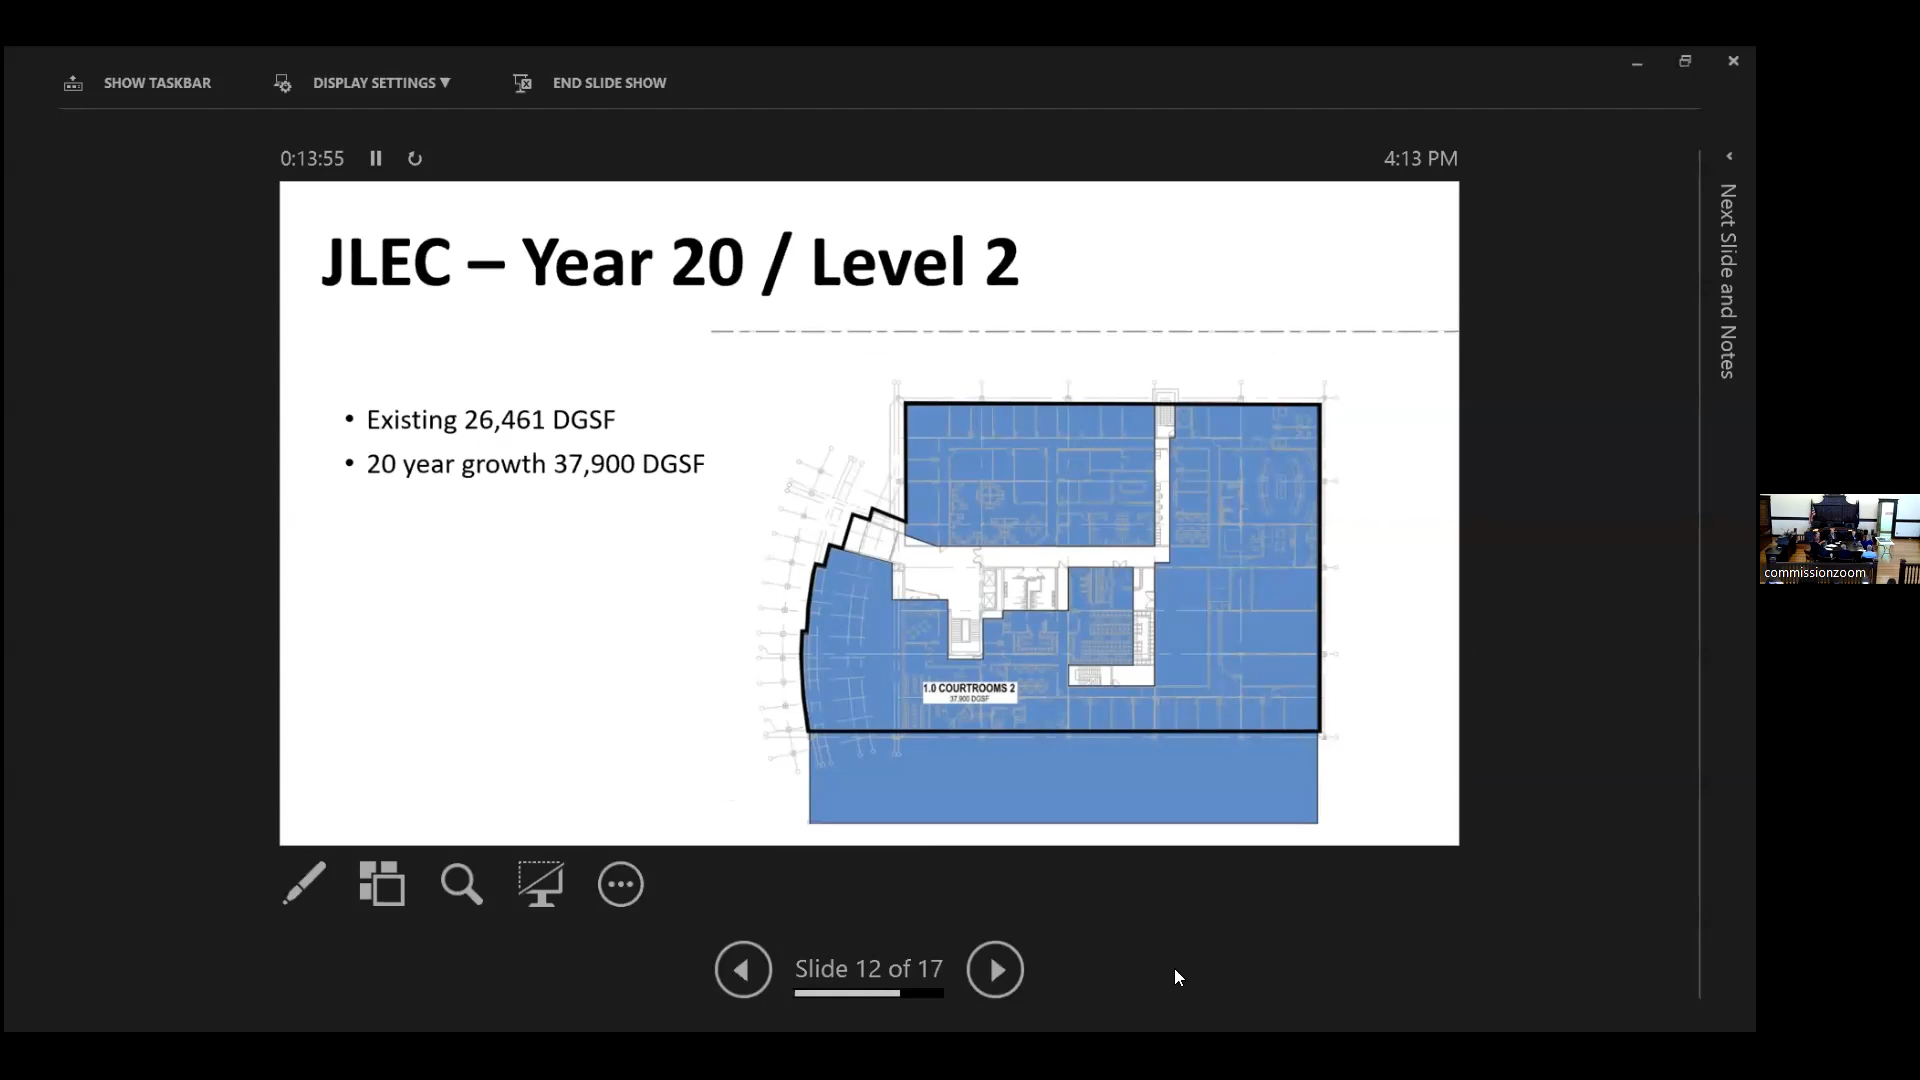 SHOW TASKBAR
DISPLAY SETTINGS ▼
END SLIDE SHOW
0:13:55
4:13 PM
JLEC – Year 20 / Level 2
• Existing 26,461 DGSF
• 20 year growth 37,900 DGSF
1.0 COURTROOMS 2
37,900 DGSF
Slide 12 of 17
Next Slide and Notes
commissionzoom